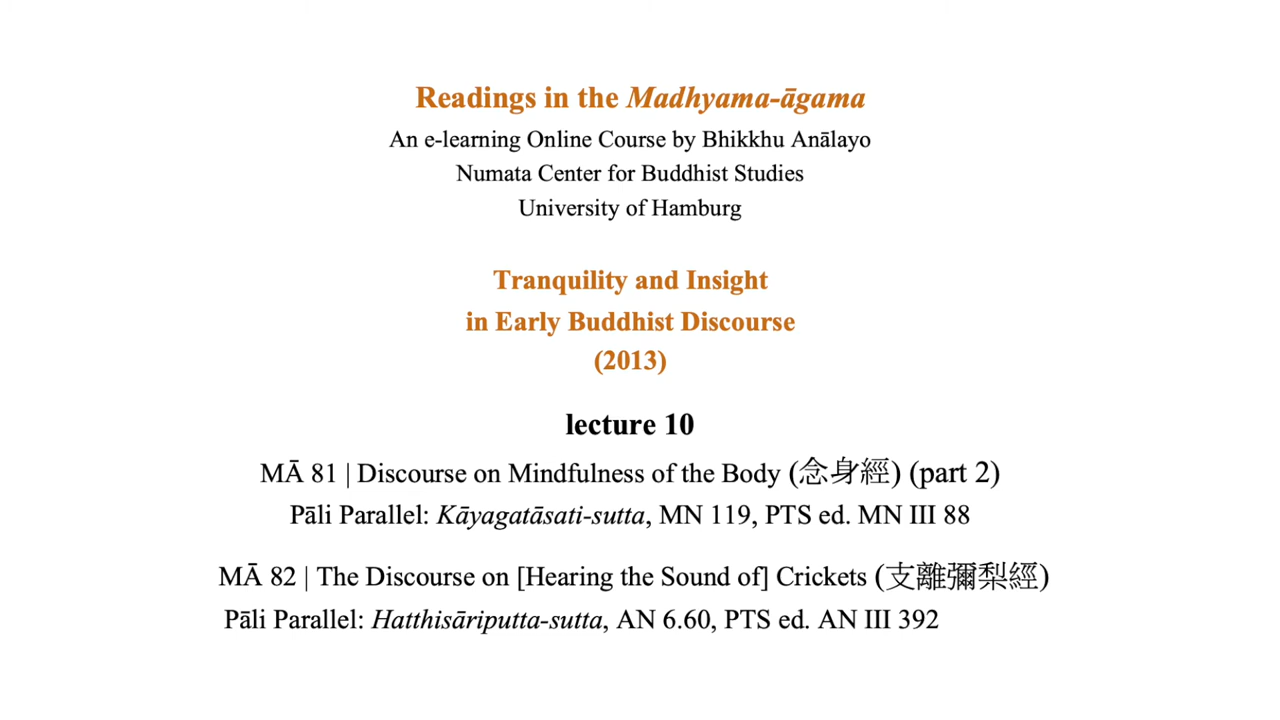 Readings in the Madhyama-āgama
An e-learning Online Course by Bhikkhu Anālayo
Numata Center for Buddhist Studies
University of Hamburg
Tranquility and Insight
in Early Buddhist Discourse
(2013)
lecture 10
MĀ 81 | Discourse on Mindfulness of the Body (念身經) (part 2)
Pāli Parallel: Kāyagatāsati-sutta, MN 119, PTS ed. MN III 88
MĀ 82 | The Discourse on [Hearing the Sound of] Crickets (支離彌梨經)
Pāli Parallel: Hatthisāriputta-sutta, AN 6.60, PTS ed. AN III 392